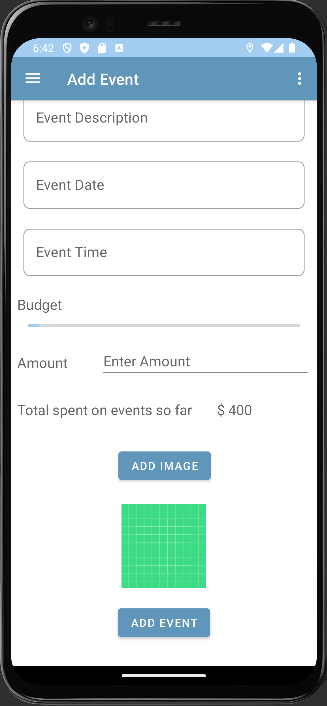 6:42
Add Event
Event Description
Event Date
Event Time
Budget
Amount Enter Amount
Total spent on events so far $ 400
ADD IMAGE
ADD EVENT